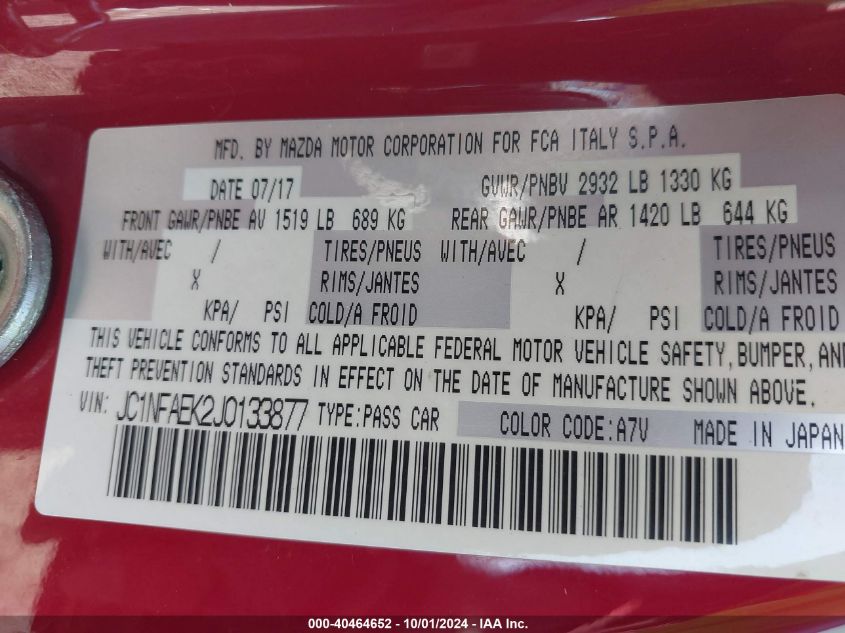 MFD. BY MAZDA MOTOR CORPORATION FOR FCA ITALY S.P.A.
DATE 07/17 GVWR/PNBV 2932 LB 1330 KG
FRONT GAWR/PNBE AV 1519 LB 689 KG REAR GAWR/PNBE AR 1420 LB 644 KG
WITH/AVEC / TIRES/PNEUS WITH/AVEC / TIRES/PNEUS
X RIMS/JANTES X RIMS/JANTES
KPA/ PSI COLD/A FROID KPA/ PSI COLD/A FROID
THIS VEHICLE CONFORMS TO ALL APPLICABLE FEDERAL MOTOR VEHICLE SAFETY, BUMPER, AND
THEFT PREVENTION STANDARDS IN EFFECT ON THE DATE OF MANUFACTURE SHOWN ABOVE.
VIN: JC1NFAEK2J0133877 TYPE:PASS CAR COLOR CODE:A7V MADE IN JAPAN
000-40464652 - 10/01/2024 - IAA Inc.